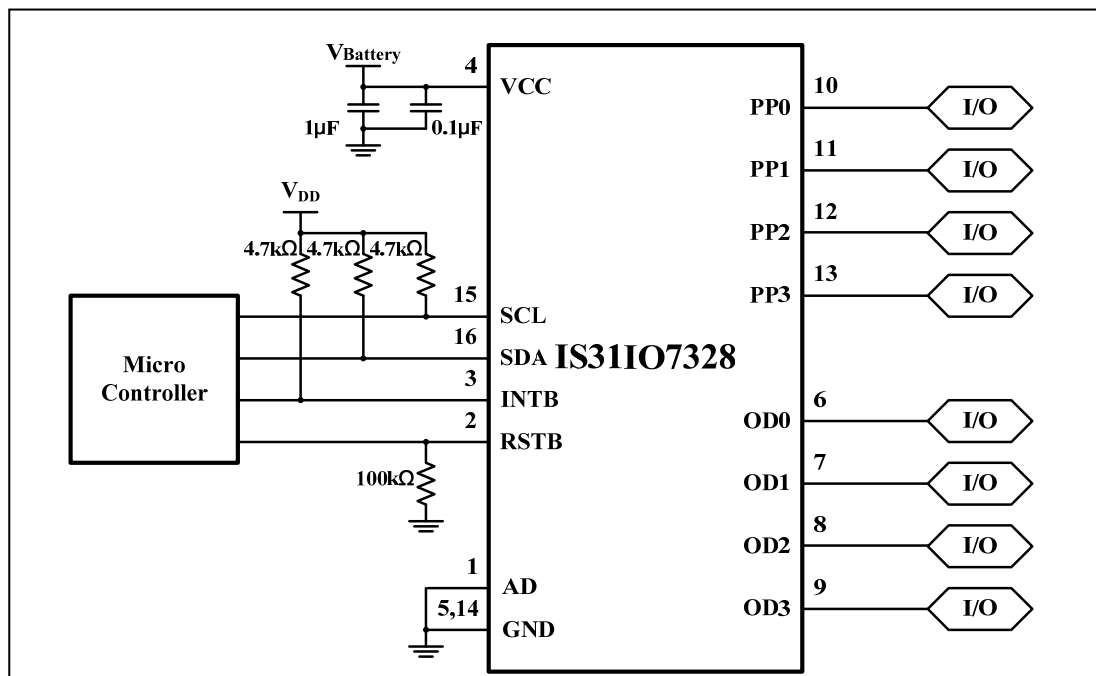 VBattery
4
VCC
1µF
0.1µF
VDD
4.7kΩ
4.7kΩ
4.7kΩ
15
SCL
16
SDA
3
INTB
2
RSTB
100kΩ
1
AD
5,14
GND
Micro
Controller
IS31IO7328
10
PP0
I/O
11
PP1
I/O
12
PP2
I/O
13
PP3
I/O
6
OD0
I/O
7
OD1
I/O
8
OD2
I/O
9
OD3
I/O